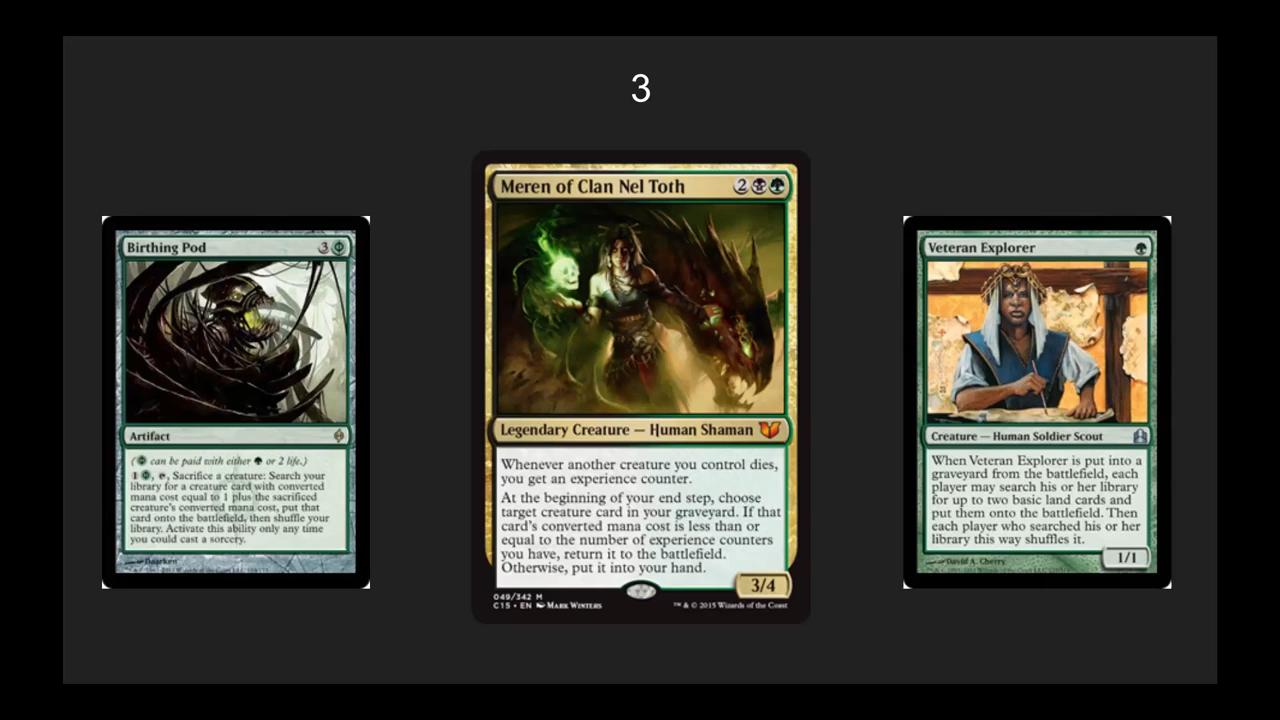 3
Birthing Pod 3
Artifact
( can be paid with either or 2 life.)
1 , , Sacrifice a creature: Search your
library for a creature card with converted
mana cost equal to 1 plus the sacrificed
creature's converted mana cost, put that
card onto the battlefield, then shuffle your
library. Activate this ability only any time
you could cast a sorcery.
Daarken
Meren of Clan Nel Toth 2
Legendary Creature — Human Shaman
Whenever another creature you control dies,
you get an experience counter.
At the beginning of your end step, choose
target creature card in your graveyard. If that
card's converted mana cost is less than or
equal to the number of experience counters
you have, return it to the battlefield.
Otherwise, put it into your hand.
3/4
049/342 M
C15 • EN Mark Winters
™ & © 2015 Wizards of the Coast
Veteran Explorer
Creature — Human Soldier Scout
When Veteran Explorer is put into a
graveyard from the battlefield, each
player may search his or her library
for up to two basic land cards and
put them onto the battlefield. Then
each player who searched his or her
library this way shuffles it.
1/1
David A. Cherry